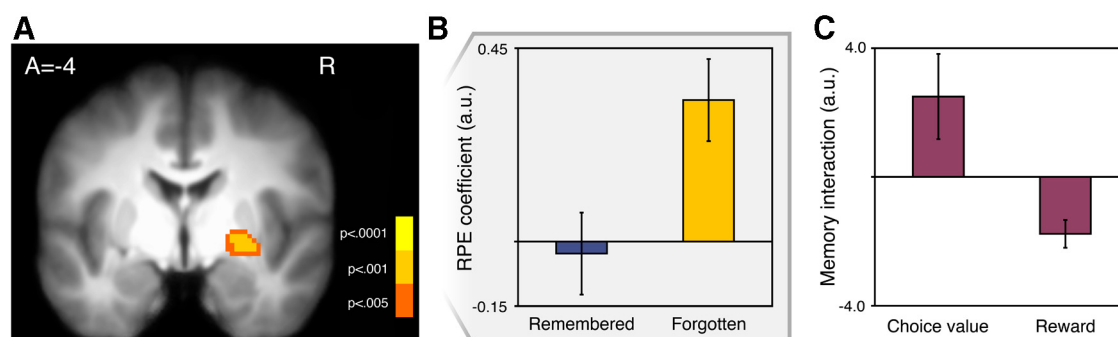 A
A=-4
R
p<.0001
p<.001
p<.005
B
RPE coefficient (a.u.)
0.45
-0.15
Remembered
Forgotten
C
Memory interaction (a.u.)
4.0
-4.0
Choice value
Reward